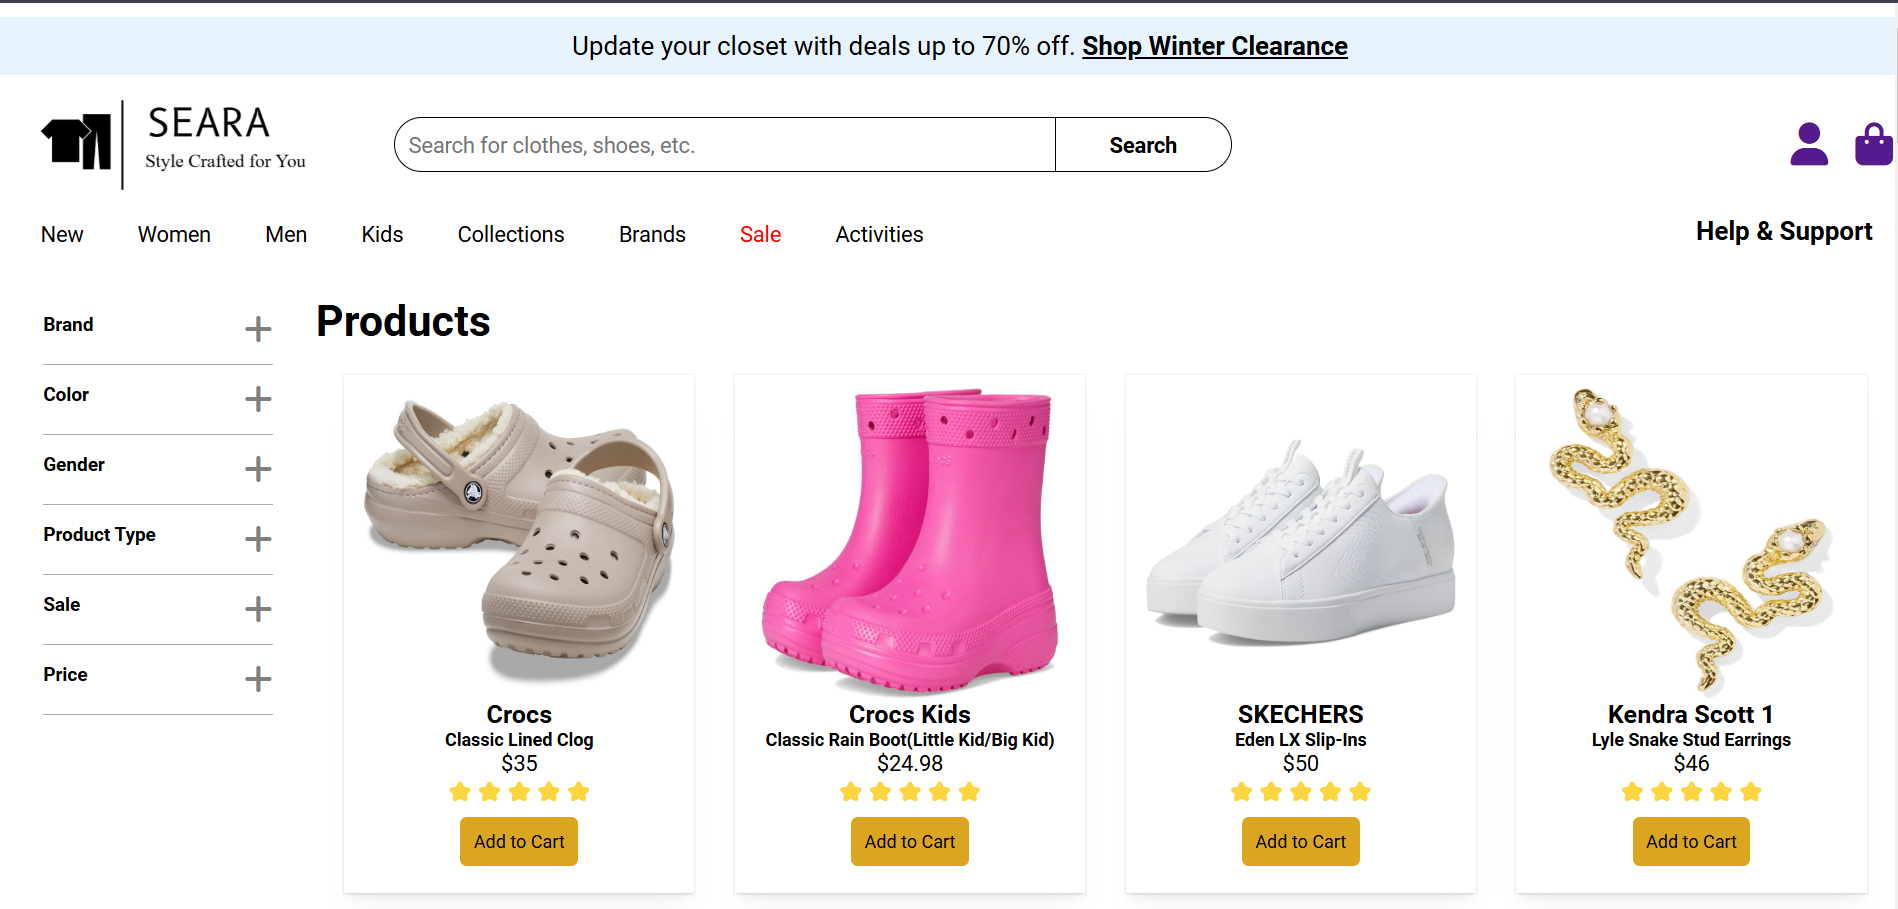 Update your closet with deals up to 70% off. Shop Winter Clearance
SEARA
Style Crafted for You
Search for clothes, shoes, etc.
Search
New
Women
Men
Kids
Collections
Brands
Sale
Activities
Help & Support
Brand
Color
Gender
Product Type
Sale
Price
Products
Crocs
Classic Lined Clog
$35
Add to Cart
Crocs Kids
Classic Rain Boot(Little Kid/Big Kid)
$24.98
Add to Cart
SKECHERS
Eden LX Slip-Ins
$50
Add to Cart
Kendra Scott 1
Lyle Snake Stud Earrings
$46
Add to Cart